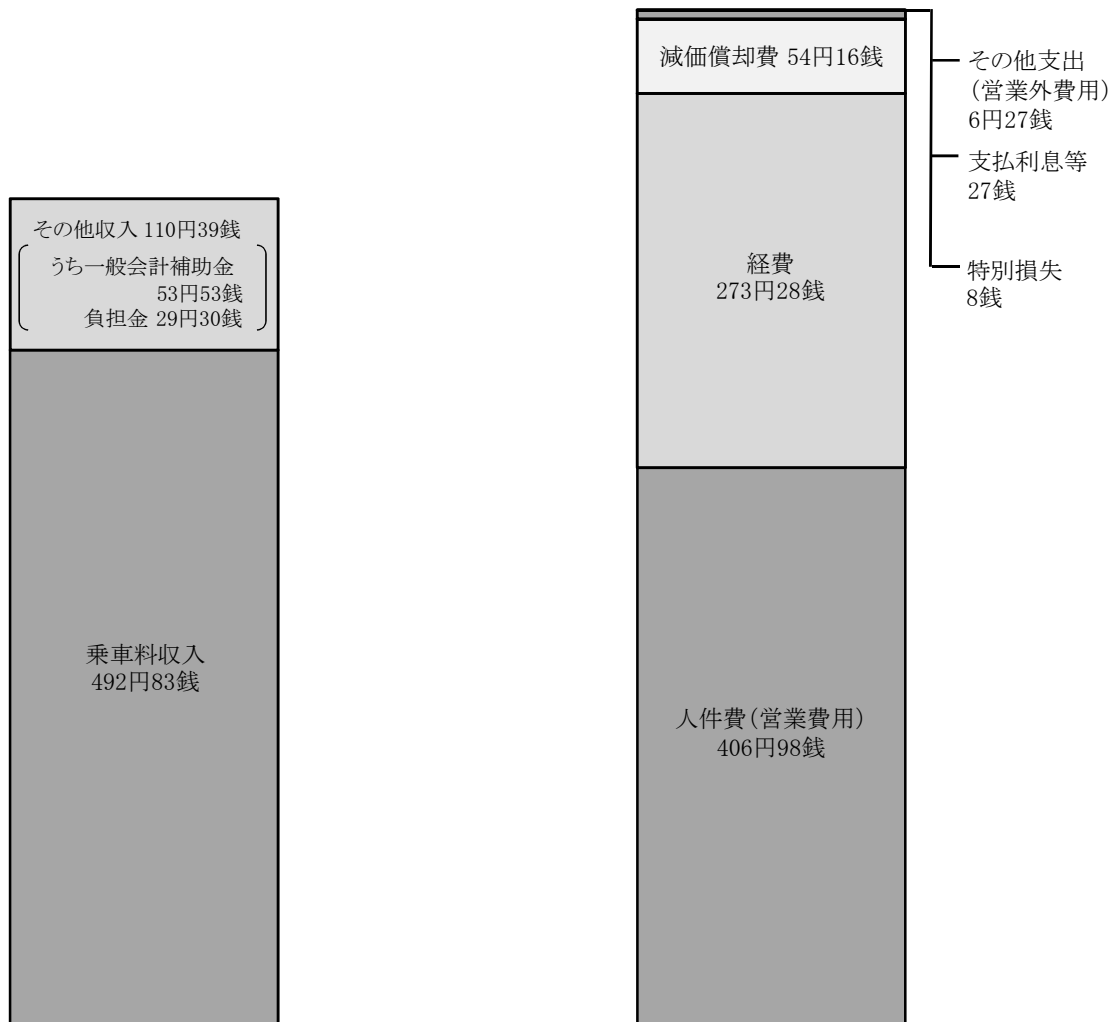 その他収入 110円39銭
うち一般会計補助金
53円53銭
負担金 29円30銭
乗車料収入
492円83銭
減価償却費 54円16銭
経費
273円28銭
人件費(営業費用)
406円98銭
その他支出
(営業外費用)
6円27銭
支払利息等
27銭
特別損失
8銭